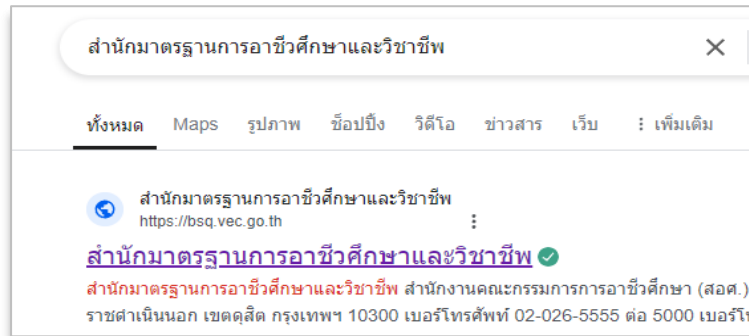 สำนักมาตรฐานการอาชีวศึกษาและวิชาชีพ
ทั้งหมด Maps รูปภาพ ช็อปปิ้ง วิดีโอ ข่าวสาร เว็บ เพิ่มเติม
สำนักมาตรฐานการอาชีวศึกษาและวิชาชีพ
https://bsq.vec.go.th
สำนักมาตรฐานการอาชีวศึกษาและวิชาชีพ
สำนักมาตรฐานการอาชีวศึกษาและวิชาชีพ สำนักงานคณะกรรมการการอาชีวศึกษา (สอศ.)
ราชดำเนินนอก เขตดุสิต กรุงเทพฯ 10300 เบอร์โทรศัพท์ 02-026-5555 ต่อ 5000